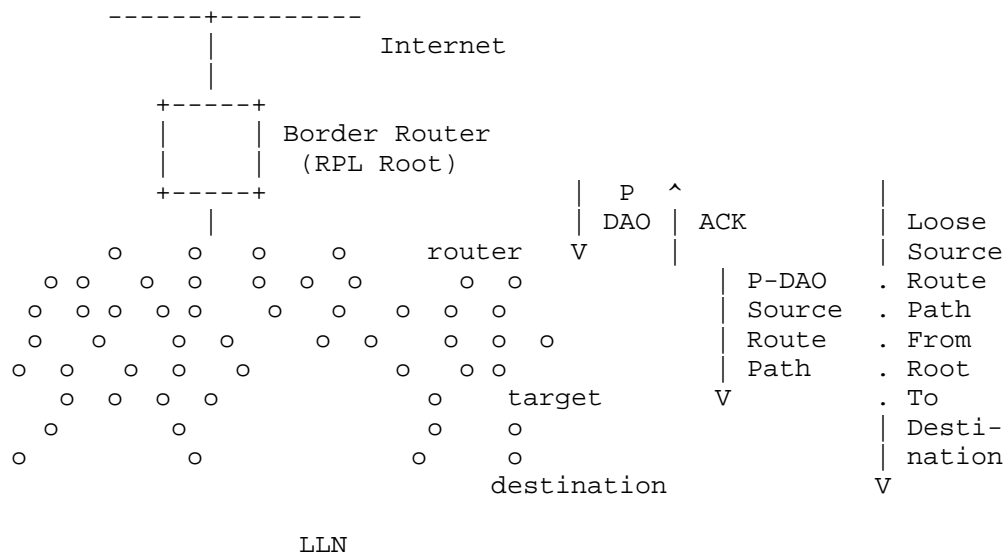 ------+---------
| Internet
|
+-----+
| | Border Router
| | (RPL Root)
+-----+ | P ^ |
| | DAO | ACK | Loose
o o o o router V | | Source
o o o o o o o o o | P-DAO . Route
o o o o o o o o o o | Source . Path
o o o o o o o o o | Route . From
o o o o o o o o | Path . Root
o o o o o target V . To
o o o o | Desti-
o o o o | nation
destination V
LLN